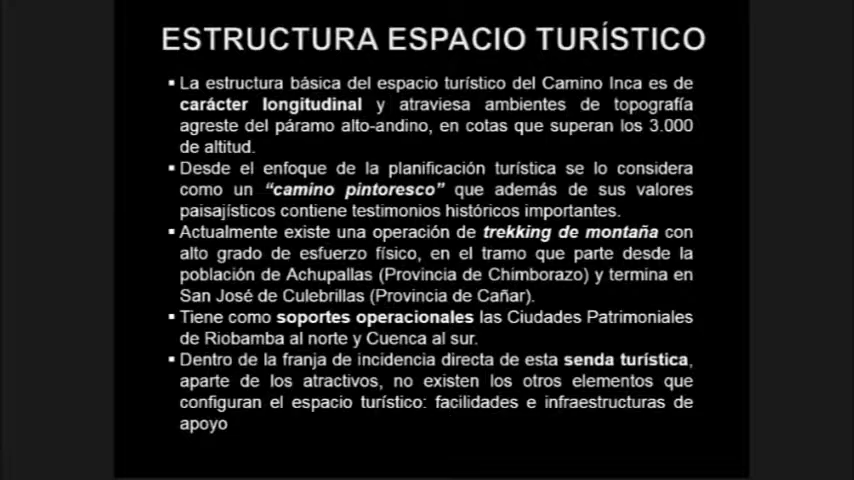 ESTRUCTURA ESPACIO TURÍSTICO
▪ La estructura básica del espacio turístico del Camino Inca es de
carácter longitudinal y atraviesa ambientes de topografía
agreste del páramo alto-andino, en cotas que superan los 3.000
de altitud.
▪ Desde el enfoque de la planificación turística se lo considera
como un “camino pintoresco” que además de sus valores
paisajísticos contiene testimonios históricos importantes.
▪ Actualmente existe una operación de trekking de montaña con
alto grado de esfuerzo físico, en el tramo que parte desde la
población de Achupallas (Provincia de Chimborazo) y termina en
San José de Culebrillas (Provincia de Cañar).
▪ Tiene como soportes operacionales las Ciudades Patrimoniales
de Riobamba al norte y Cuenca al sur.
▪ Dentro de la franja de incidencia directa de esta senda turística,
aparte de los atractivos, no existen los otros elementos que
configuran el espacio turístico: facilidades e infraestructuras de
apoyo